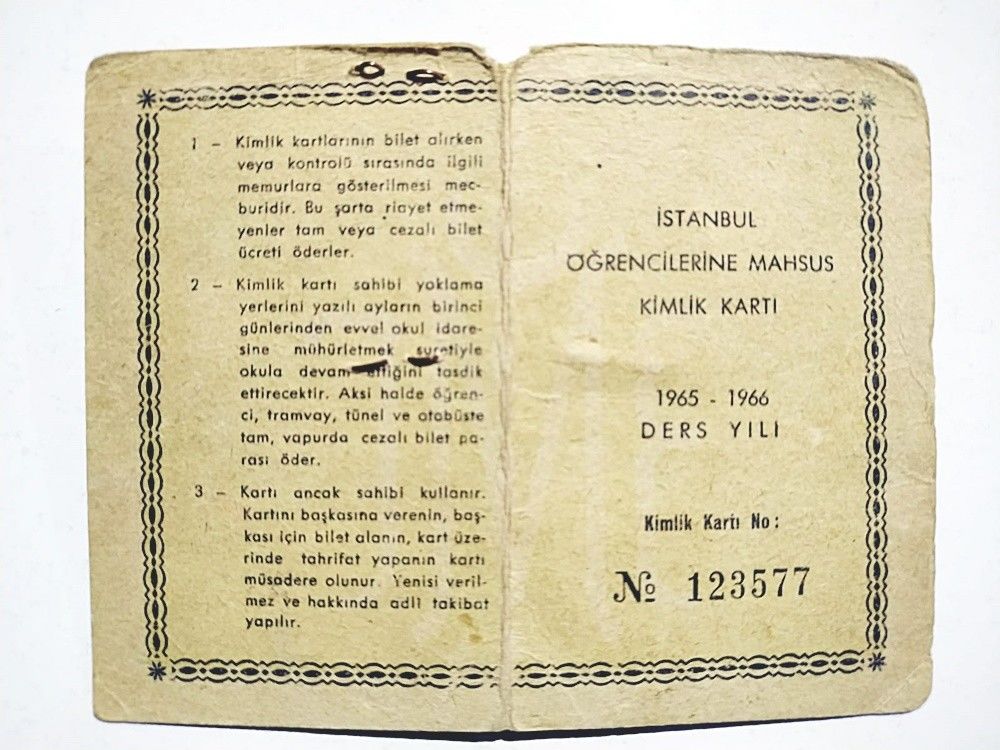 1 - Kimlik kartlarının bilet alırken
veya kontrolü sırasında ilgili
memurlara gösterilmesi mec-
buridir. Bu şarta riayet etme-
yenler tam veya cezalı bilet
ücreti öderler.
2 - Kimlik kartı sahibi yoklama
yerlerini yazılı ayların birinci
günlerinden evvel okul idare-
sine mühürletmek suretiyle
okula devam ettiğini tasdik
ettirecektir. Aksi halde öğren-
ci, tramvay, tünel ve otobüste
tam, vapurda cezalı bilet pa-
rası öder.
3 - Kartı ancak sahibi kullanır.
Kartını başkasına verenin, baş-
kası için bilet alanın, kart üze-
rinde tahrifat yapanın kartı
müsadere olunur. Yenisi veril-
mez ve hakkında adli takibat
yapılır.
İSTANBUL
ÖĞRENCİLERİNE MAHSUS
KİMLİK KARTI
1965 - 1966
DERS YILI
Kimlik Kartı No :
№ 123577